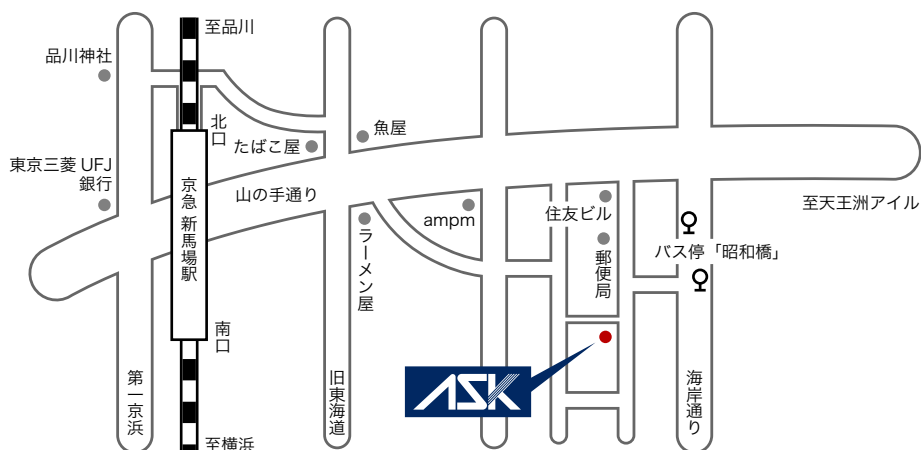 至品川
品川神社
北口
魚屋
たばこ屋
東京三菱 UFJ
銀行
山の手通り
京急 新馬場駅
ampm
住友ビル
至天王洲アイル
ラーメン屋
郵便局
バス停「昭和橋」
南口
ASK
第一京浜
旧東海道
海岸通り
至横浜